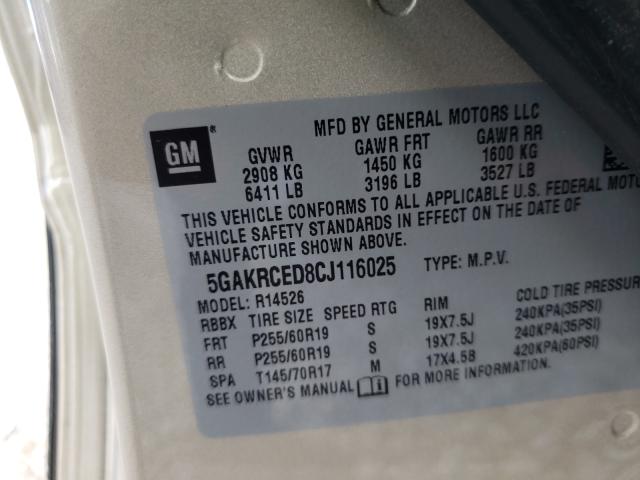 MFD BY GENERAL MOTORS LLC
GM®
GVWR GAWR FRT GAWR RR
2908 KG 1450 KG 1600 KG
6411 LB 3196 LB 3527 LB
THIS VEHICLE CONFORMS TO ALL APPLICABLE U.S. FEDERAL MOTOR
VEHICLE SAFETY STANDARDS IN EFFECT ON THE DATE OF
MANUFACTURE SHOWN ABOVE.
5GAKRCED8CJ116025 TYPE: M.P.V.
MODEL: R14526
RBBX TIRE SIZE SPEED RTG RIM COLD TIRE PRESSUR
FRT P255/60R19 S 19X7.5J 240KPA(35PSI)
RR P255/60R19 S 19X7.5J 240KPA(35PSI)
SPA T145/70R17 M 17X4.5B 420KPA(60PSI)
SEE OWNER'S MANUAL FOR MORE INFORMATION.